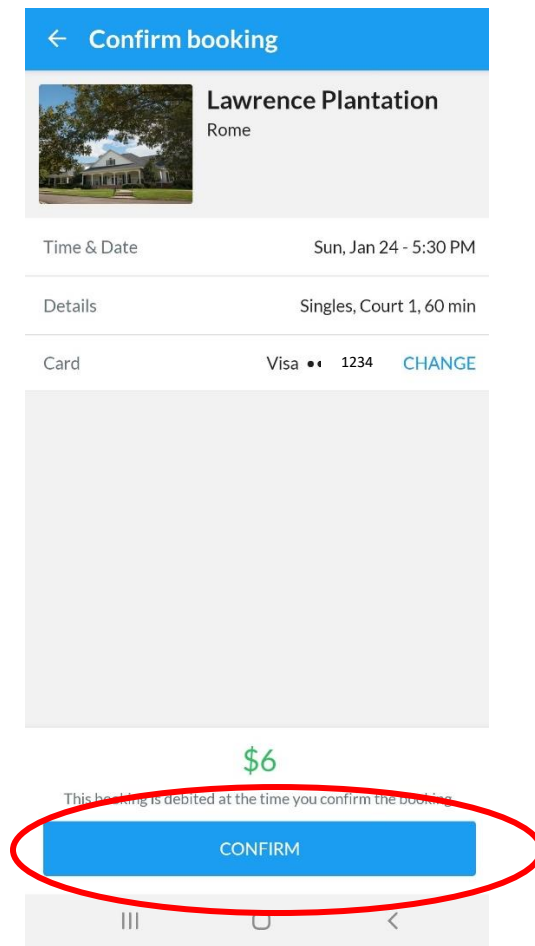 Confirm booking
Lawrence Plantation
Rome
Time & Date Sun, Jan 24 - 5:30 PM
Details Singles, Court 1, 60 min
Card Visa •• 1234 CHANGE
$6
This booking is debited at the time you confirm the booking.
CONFIRM